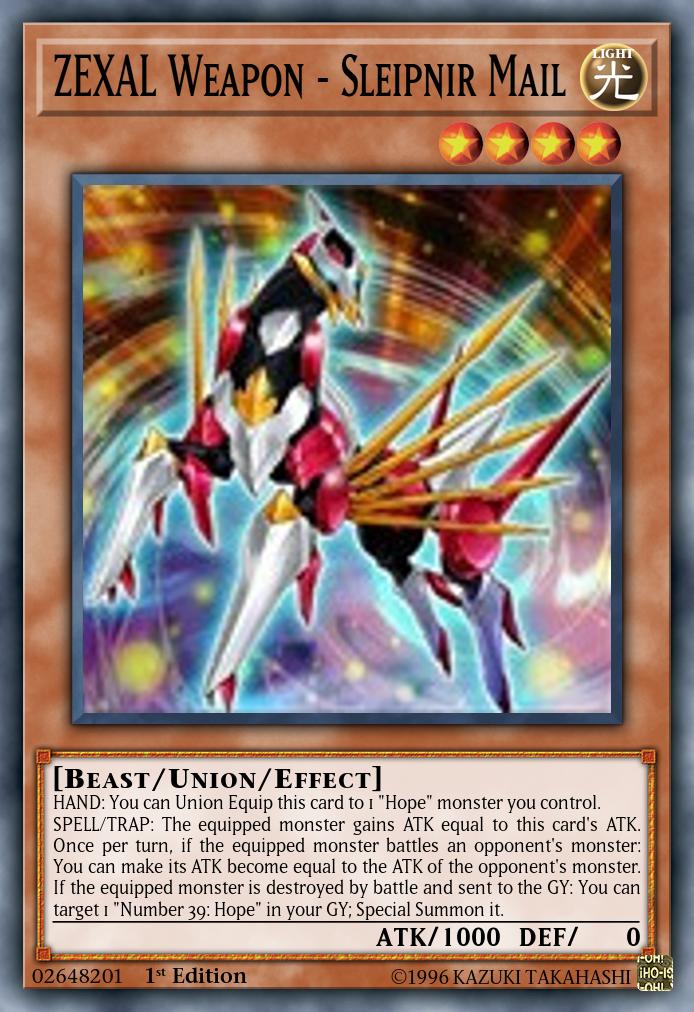 ZEXAL Weapon - Sleipnir Mail
LIGHT
光
[Beast/Union/Effect]
HAND: You can Union Equip this card to 1 "Hope" monster you control.
SPELL/TRAP: The equipped monster gains ATK equal to this card's ATK.
Once per turn, if the equipped monster battles an opponent's monster:
You can make its ATK become equal to the ATK of the opponent's monster.
If the equipped monster is destroyed by battle and sent to the GY: You can
target 1 "Number 39: Hope" in your GY; Special Summon it.
ATK/1000 DEF/ 0
02648201 1st Edition ©1996 KAZUKI TAKAHASHI